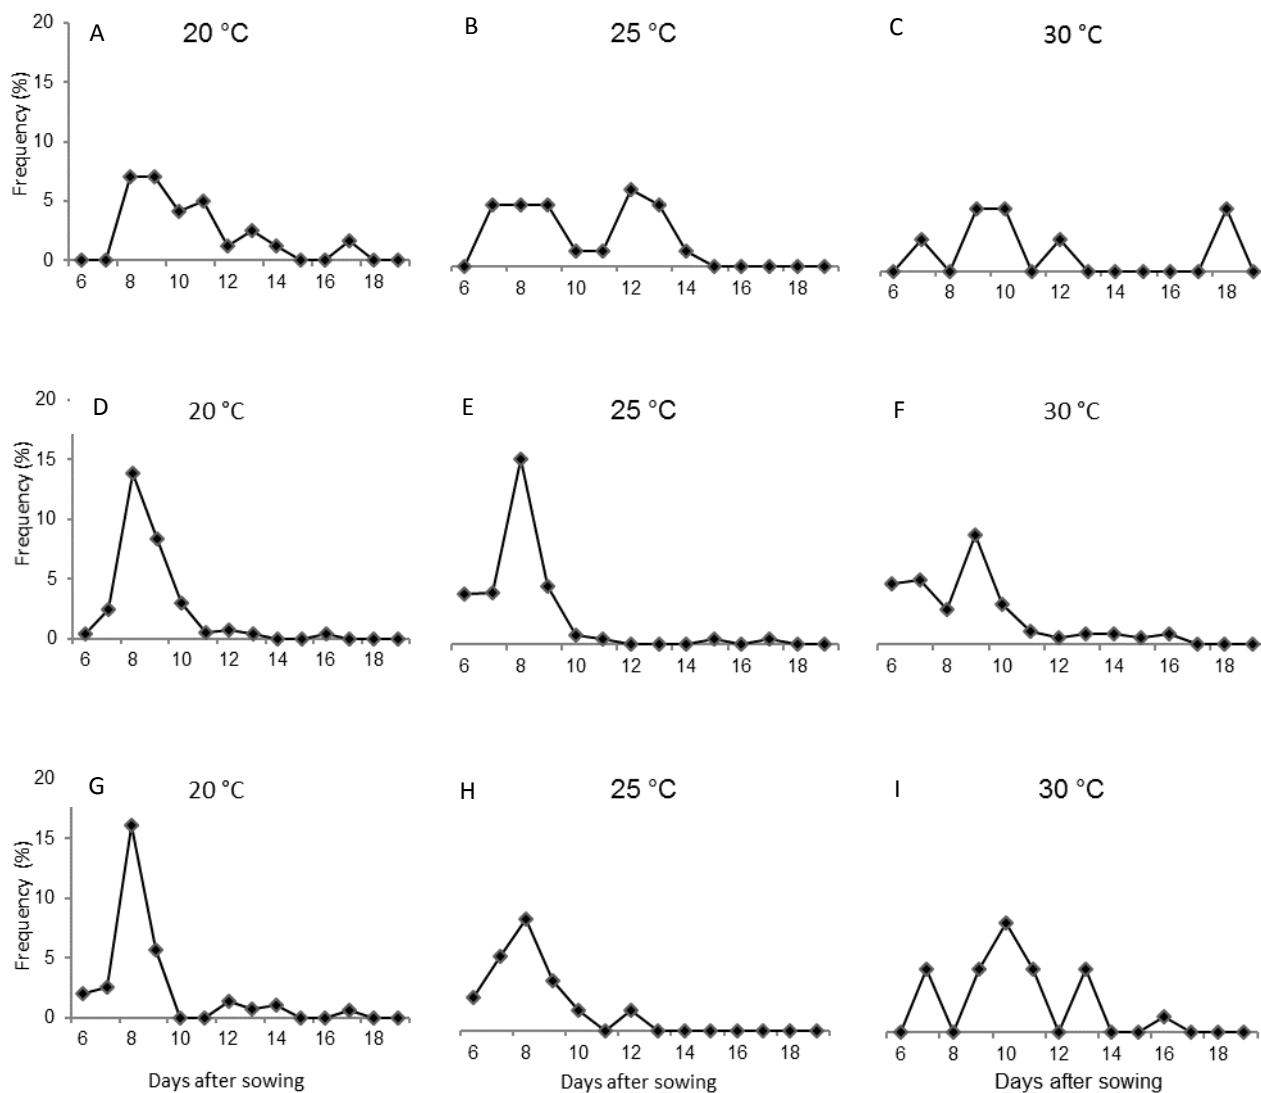 A 20 °C
B 25 °C
C 30 °C
20
15
10
5
0
Frequency (%)
6 8 10 12 14 16 18
6 8 10 12 14 16 18
6 8 10 12 14 16 18
D 20 °C
E 25 °C
F 30 °C
20
15
10
5
0
Frequency (%)
6 8 10 12 14 16 18
6 8 10 12 14 16 18
6 8 10 12 14 16 18
G 20 °C
H 25 °C
I 30 °C
20
15
10
5
0
Frequency (%)
6 8 10 12 14 16 18
6 8 10 12 14 16 18
6 8 10 12 14 16 18
Days after sowing
Days after sowing
Days after sowing